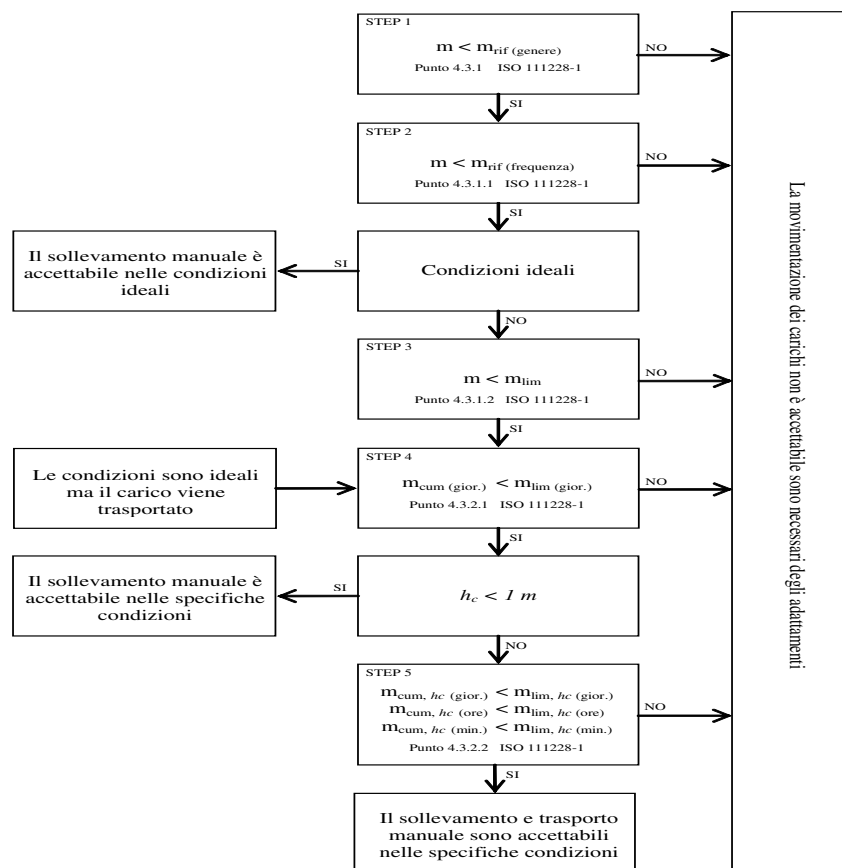 STEP 1
m < mrif (genere)
Punto 4.3.1 ISO 111228-1
NO
SI
STEP 2
m < mrif (frequenza)
Punto 4.3.1.1 ISO 111228-1
NO
SI
Il sollevamento manuale è
accettabile nelle condizioni
ideali
SI
Condizioni ideali
NO
STEP 3
m < mlim
Punto 4.3.1.2 ISO 111228-1
NO
SI
Le condizioni sono ideali
ma il carico viene
trasportato
STEP 4
mcum (gior.) < mlim (gior.)
Punto 4.3.2.1 ISO 111228-1
NO
SI
Il sollevamento manuale è
accettabile nelle specifiche
condizioni
SI
hc < 1 m
NO
STEP 5
mcum, hc (gior.) < mlim, hc (gior.)
mcum, hc (ore) < mlim, hc (ore)
mcum, hc (min.) < mlim, hc (min.)
Punto 4.3.2.2 ISO 111228-1
NO
SI
Il sollevamento e trasporto
manuale sono accettabili
nelle specifiche condizioni
La movimentazione dei carichi non è accettabile sono necessari degli adattamenti